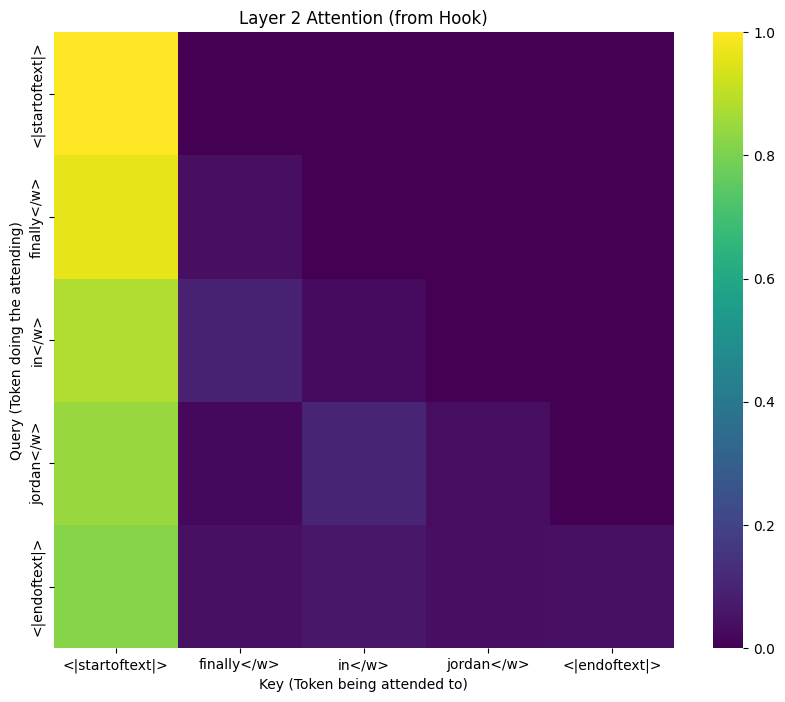 Layer 2 Attention (from Hook)
Query (Token doing the attending)
<|startoftext|>
finally</w>
in</w>
jordan</w>
<|endoftext|>
<|startoftext|>
finally</w>
in</w>
jordan</w>
<|endoftext|>
Key (Token being attended to)
1.0
0.8
0.6
0.4
0.2
0.0